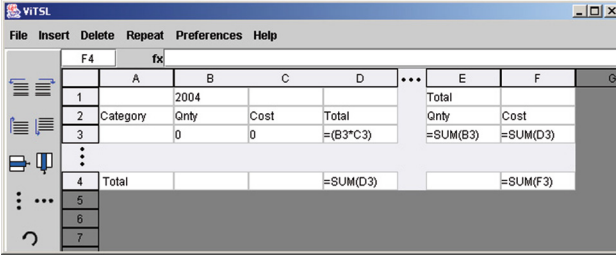 ViTSL
File Insert Delete Repeat Preferences Help
F4 fx
A B C D ••• E F G
1 2004 Total
2 Category Qnty Cost Total Qnty Cost
3 0 0 =(B3*C3) =SUM(B3) =SUM(D3)
4 Total =SUM(D3) =SUM(F3)
5
6
7